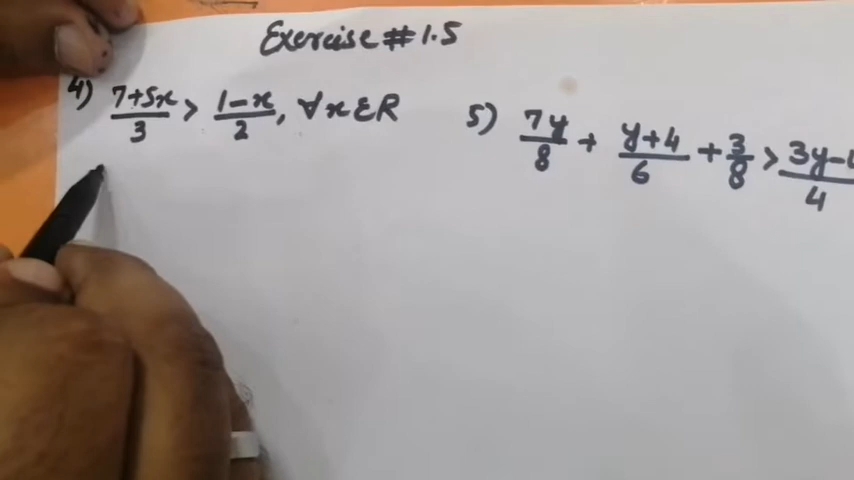 Exercise #1.5
4) 7+5x/3 > 1-x/2, ∀ x ε R
5) 7y/8 + y+4/6 + 3/8 > 3y-/4